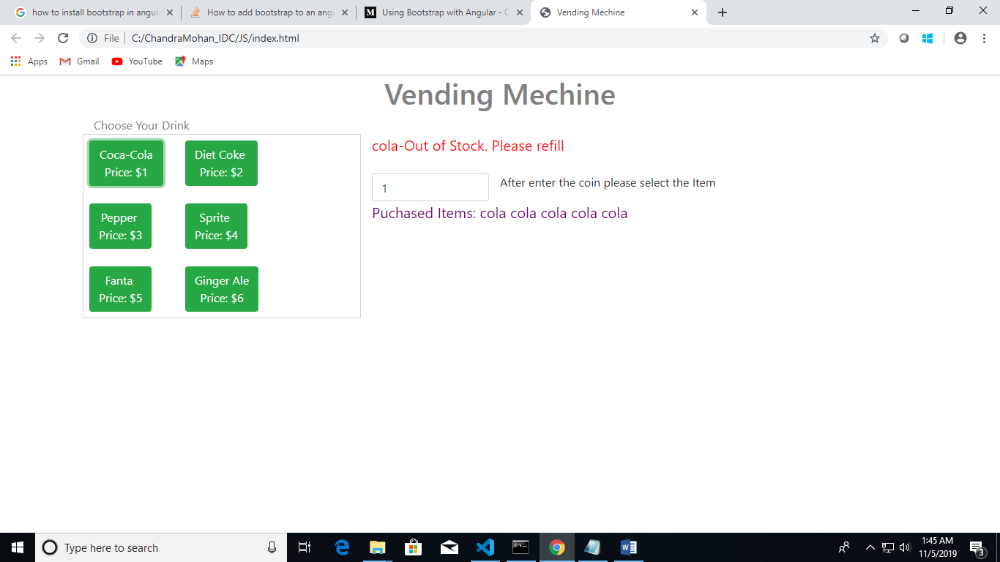 how to install bootstrap in angula
How to add bootstrap to an angu
Using Bootstrap with Angular - C
Vending Mechine
File
C:/ChandraMohan_IDC/JS/index.html
Apps
Gmail
YouTube
Maps
Vending Mechine
Choose Your Drink
Coca-Cola
Price: $1
Diet Coke
Price: $2
Pepper
Price: $3
Sprite
Price: $4
Fanta
Price: $5
Ginger Ale
Price: $6
cola-Out of Stock. Please refill
1
After enter the coin please select the Item
Puchased Items: cola cola cola cola cola
Type here to search
1:45 AM
11/5/2019
3